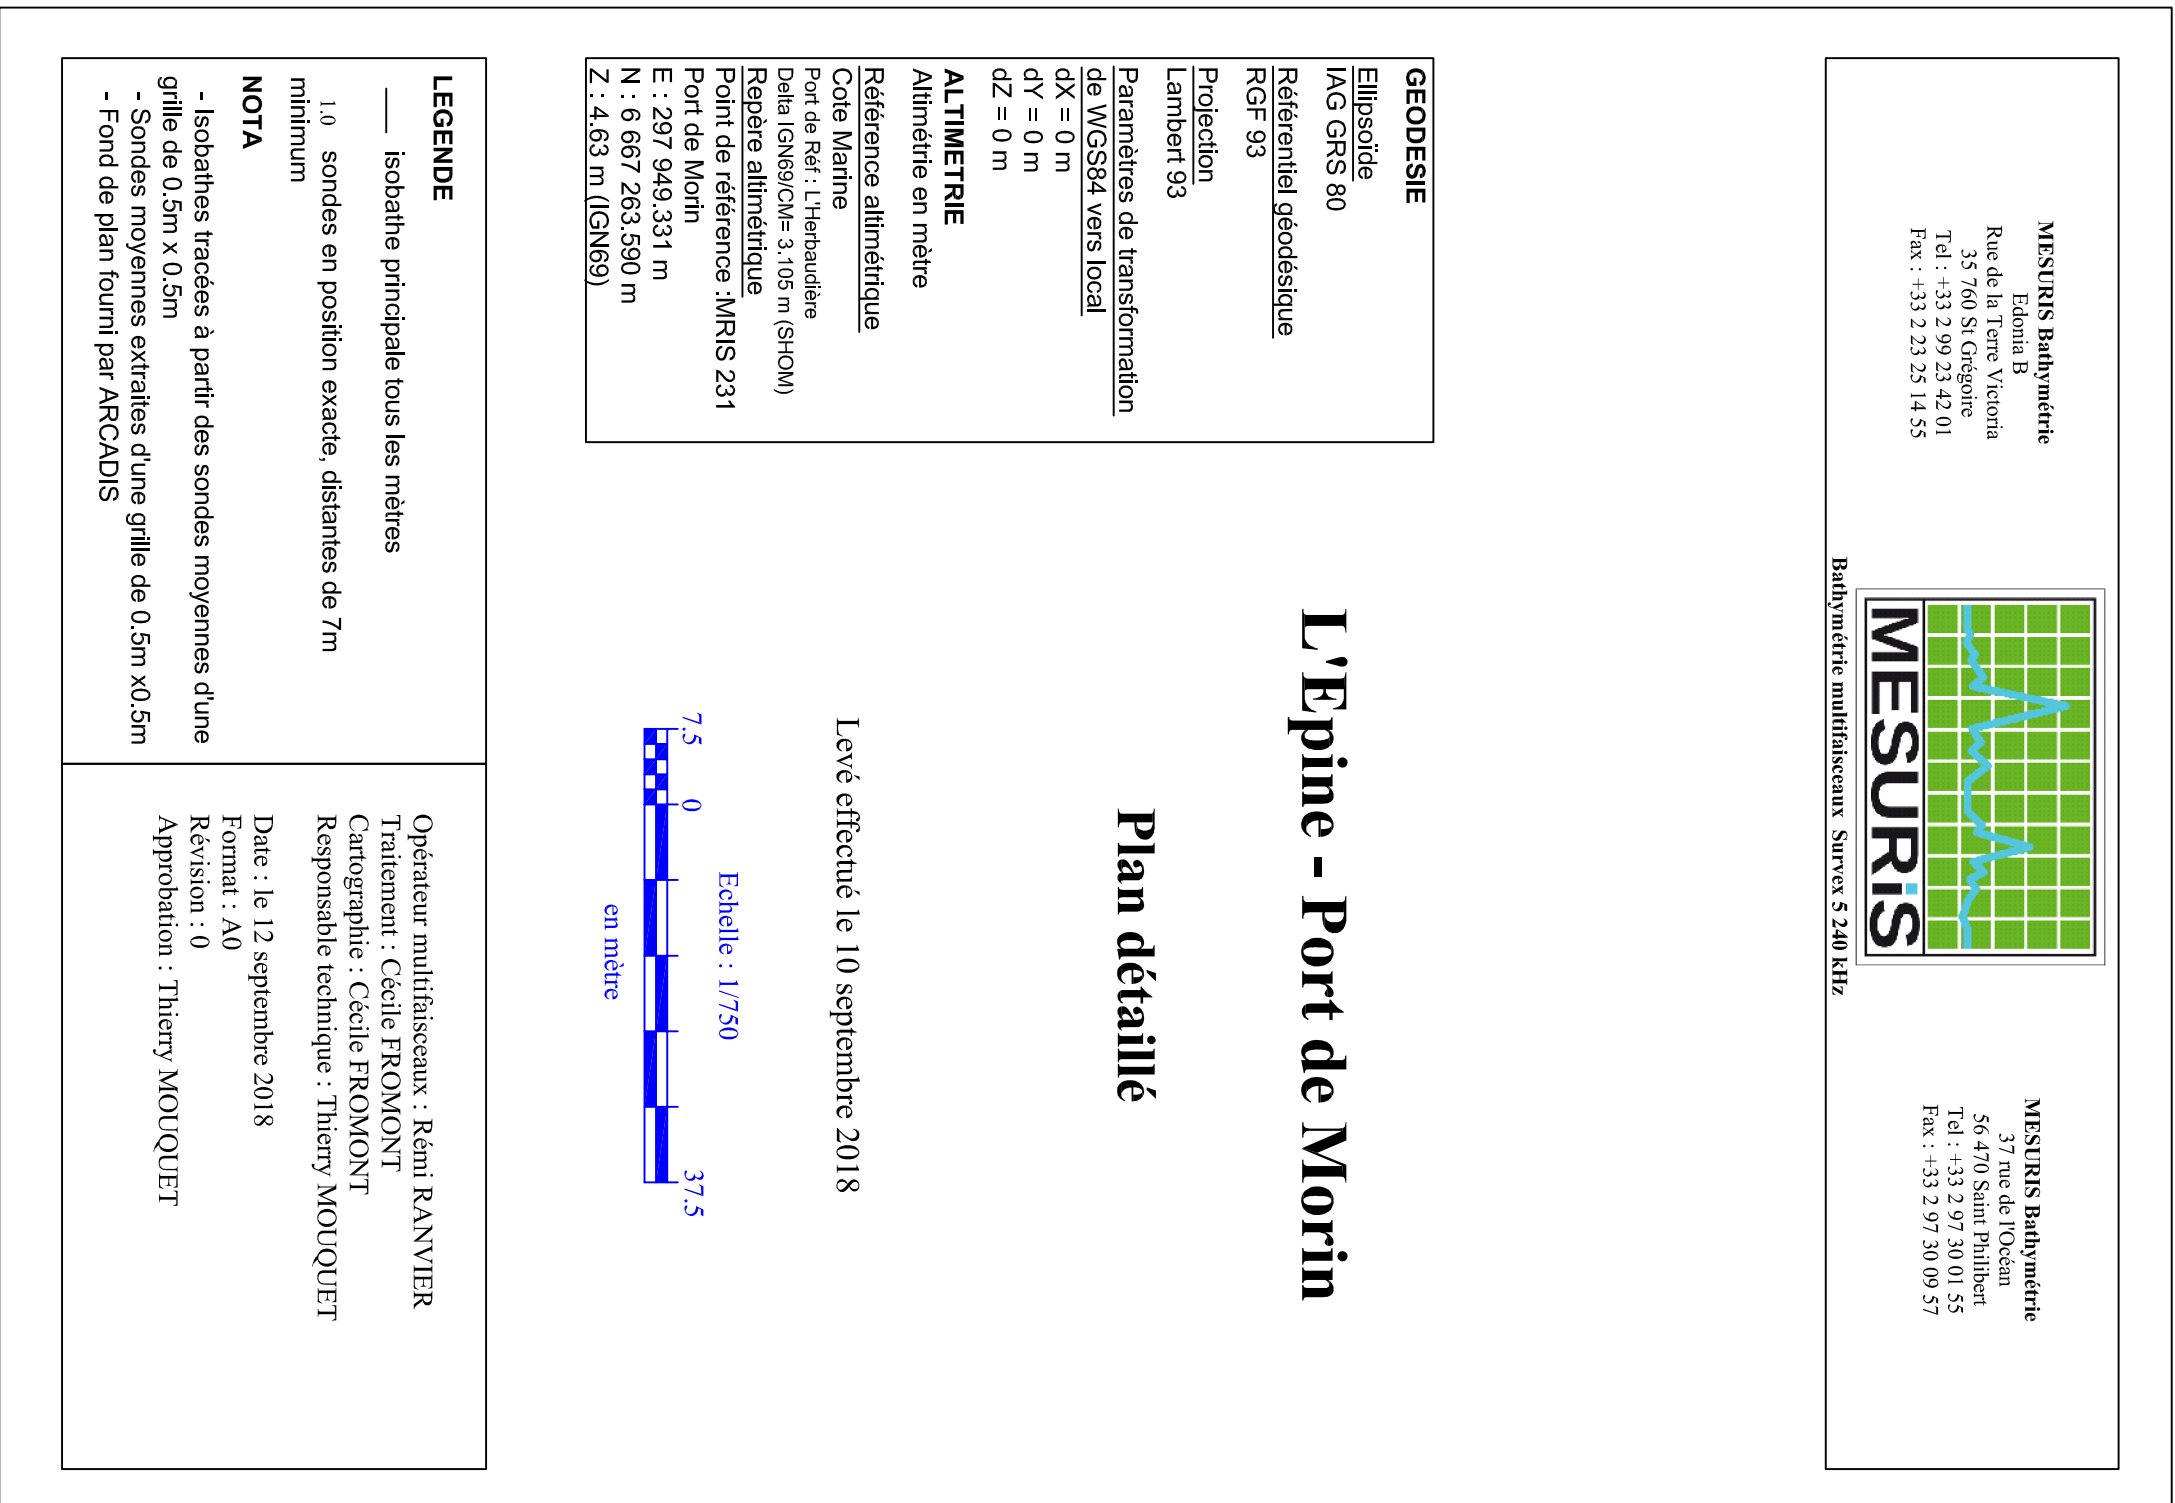 MESURIS Bathymétrie
Edonia B
Rue de la Terre Victoria
35 760 St Grégoire
Tel : +33 2 99 23 42 01
Fax : +33 2 23 25 14 55
MESURiS
Bathymétrie multifaisceaux Survex 5 240 kHz
MESURIS Bathymétrie
37 rue de l'Océan
56 470 Saint Philibert
Tel : +33 2 97 30 01 55
Fax : +33 2 97 30 09 57
GEODESIE
Ellipsoïde
IAG GRS 80
Référentiel géodésique
RGF 93
Projection
Lambert 93
Paramètres de transformation
de WGS84 vers local
dX = 0 m
dY = 0 m
dZ = 0 m
ALTIMETRIE
Altimétrie en mètre
Référence altimétrique
Cote Marine
Port de Réf : L'Herbaudière
Delta IGN69/CM= 3.105 m (SHOM)
Repère altimétrique
Point de référence :MRIS 231
Port de Morin
E : 297 949.331 m
N : 6 667 263.590 m
Z : 4.63 m (IGN69)
L'Epine - Port de Morin
Plan détaillé
Levé effectué le 10 septembre 2018
Echelle : 1/750
7.5 0 37.5
en mètre
LEGENDE
isobathe principale tous les mètres
1.0 sondes en position exacte, distantes de 7m
minimum
NOTA
- Isobathes tracées à partir des sondes moyennes d'une
grille de 0.5m x 0.5m
- Sondes moyennes extraites d'une grille de 0.5m x0.5m
- Fond de plan fourni par ARCADIS
Opérateur multifaisceaux : Rémi RANVIER
Traitement : Cécile FROMONT
Cartographie : Cécile FROMONT
Responsable technique : Thierry MOUQUET
Date : le 12 septembre 2018
Format : A0
Révision : 0
Approbation : Thierry MOUQUET